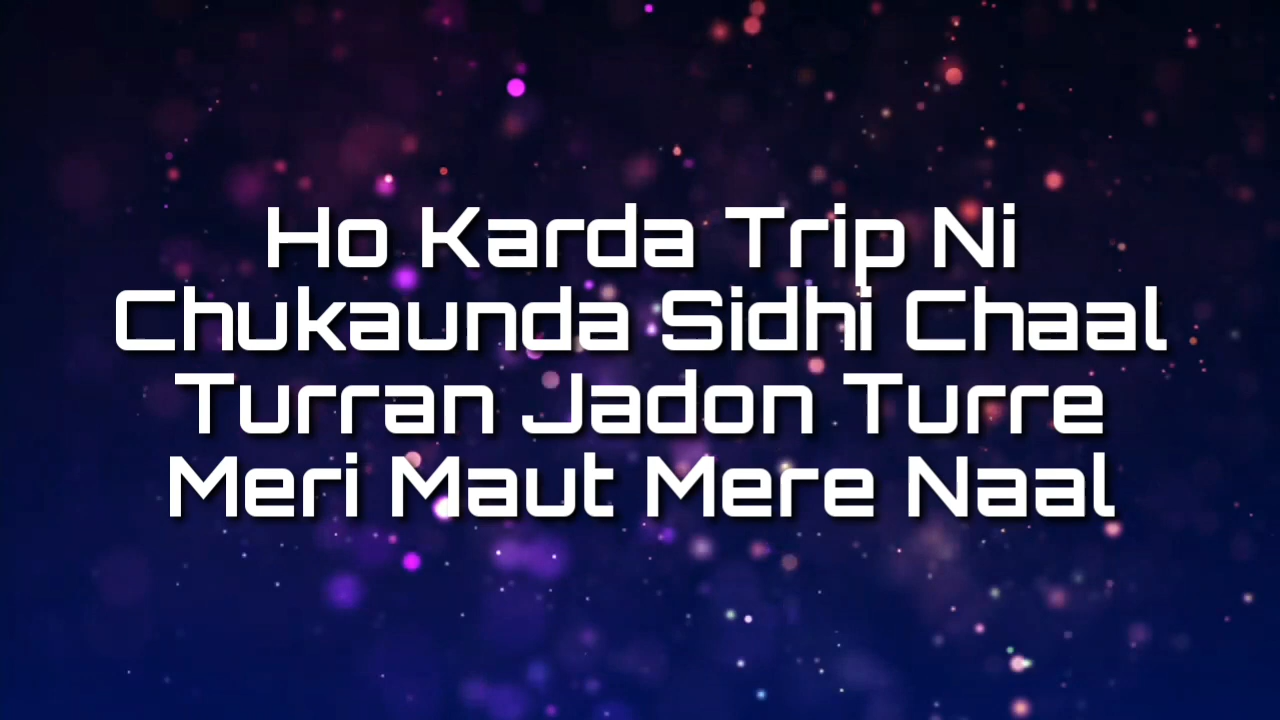 Ho Karda Trip Ni
Chukaunda Sidhi Chaal
Turran Jadon Turre
Meri Maut Mere Naal